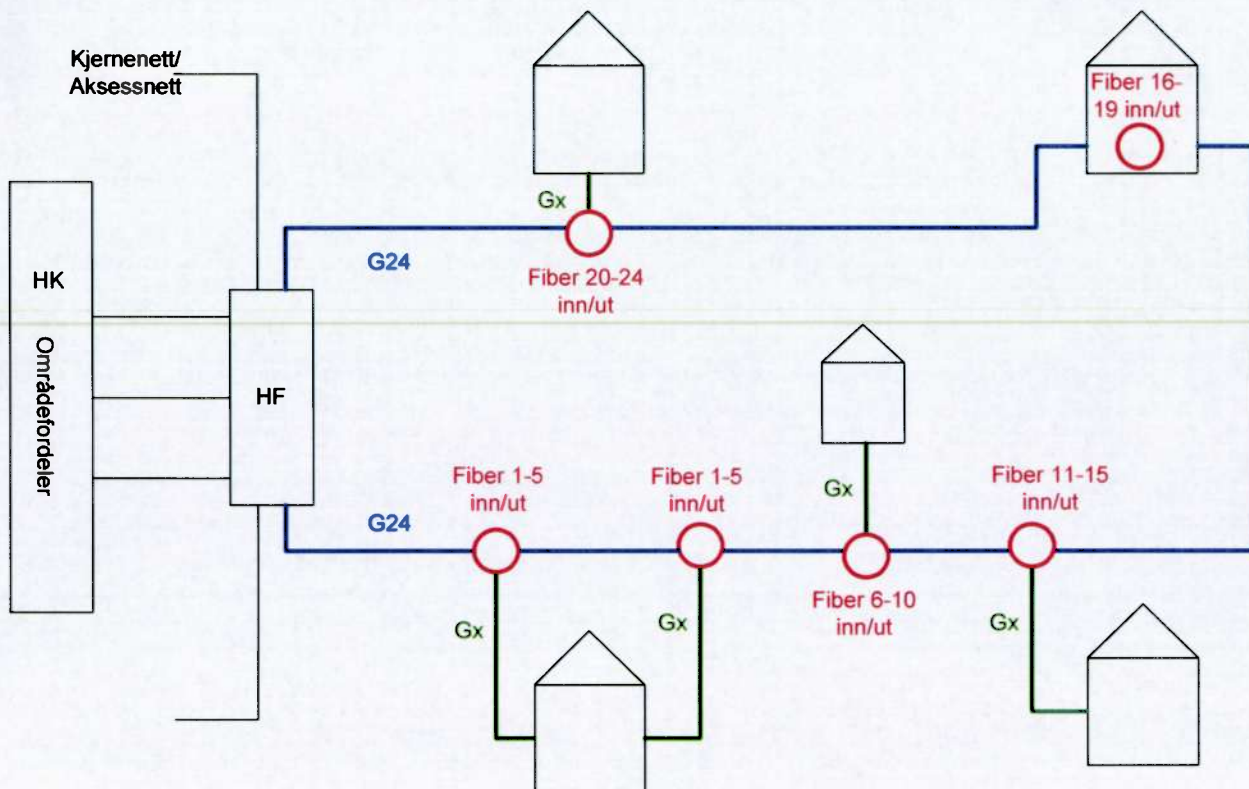 Kjernenett/
Aksessnett
Fiber 16-
19 inn/ut
Gx
G24
Fiber 20-24
inn/ut
HK
Områdefordeler
HF
Fiber 1-5
inn/ut
Fiber 1-5
inn/ut
Gx
Fiber 11-15
inn/ut
G24
Fiber 6-10
inn/ut
Gx
Gx
Gx